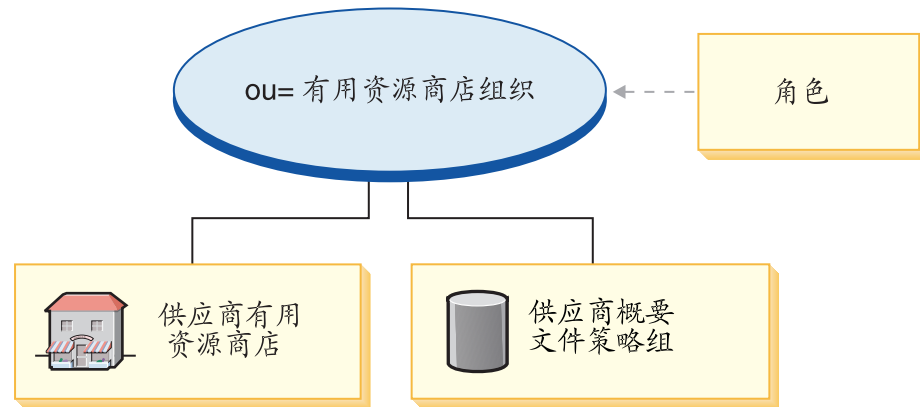 ou= 有用资源商店组织
角色
供应商有用
资源商店
供应商概要
文件策略组